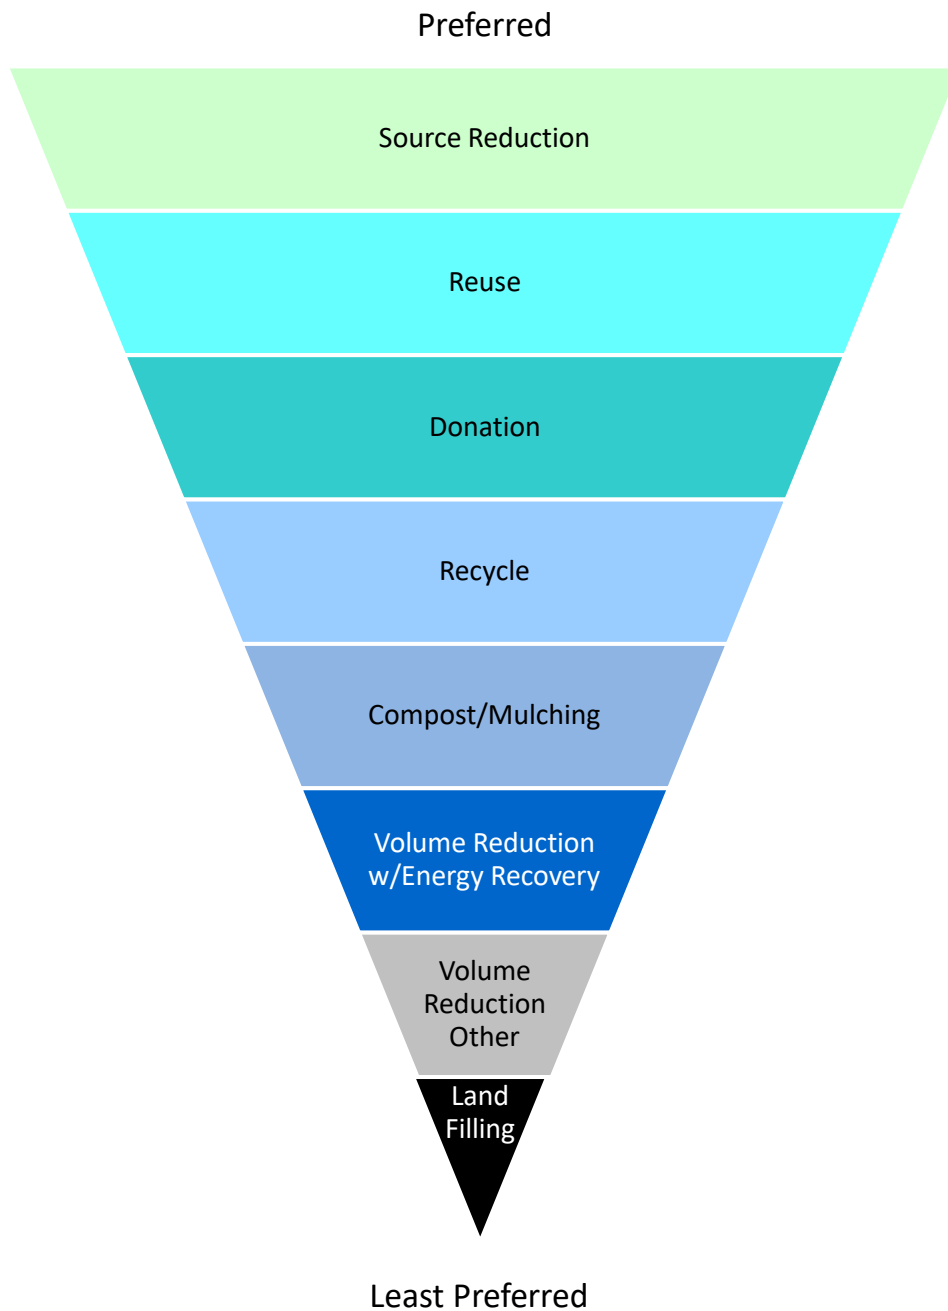 Preferred
Source Reduction
Reuse
Donation
Recycle
Compost/Mulching
Volume Reduction
w/Energy Recovery
Volume
Reduction
Other
Land
Filling
Least Preferred